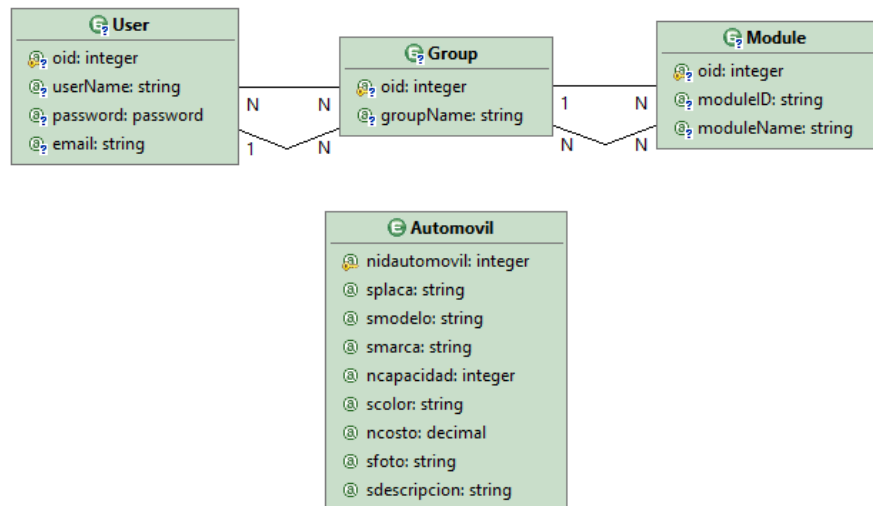 User
oid: integer
userName: string
password: password
email: string
N N
1 N
Group
oid: integer
groupName: string
1 N
N N
Module
oid: integer
moduleID: string
moduleName: string
Automovil
nidautomovil: integer
splaca: string
smodelo: string
smarca: string
ncapacidad: integer
scolor: string
ncosto: decimal
sfoto: string
sdescripcion: string